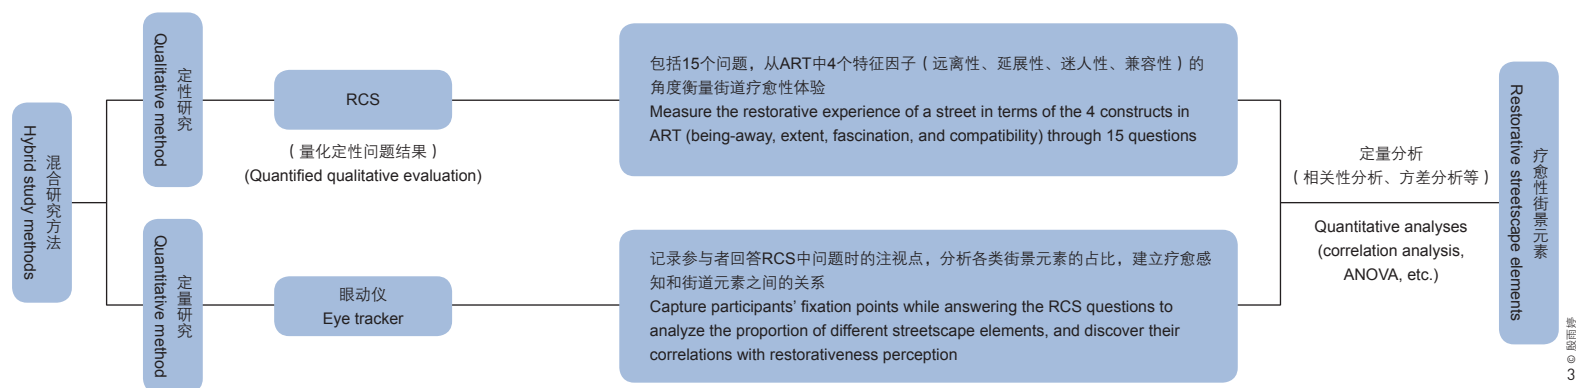 混合研究方法
Hybrid study methods
定性研究
Qualitative method
RCS
（量化定性问题结果）
(Quantified qualitative evaluation)
包括15个问题，从ART中4个特征因子（远离性、延展性、迷人性、兼容性）的
角度衡量街道疗愈性体验
Measure the restorative experience of a street in terms of the 4 constructs in
ART (being-away, extent, fascination, and compatibility) through 15 questions
定量研究
Quantitative method
眼动仪
Eye tracker
记录参与者回答RCS中问题时的注视点，分析各类街景元素的占比，建立疗愈感
知和街道元素之间的关系
Capture participants’ fixation points while answering the RCS questions to
analyze the proportion of different streetscape elements, and discover their
correlations with restorativeness perception
定量分析
（相关性分析、方差分析等）
Quantitative analyses
(correlation analysis,
ANOVA, etc.)
疗愈性街景元素
Restorative streetscape elements
© 殷雨婷
3